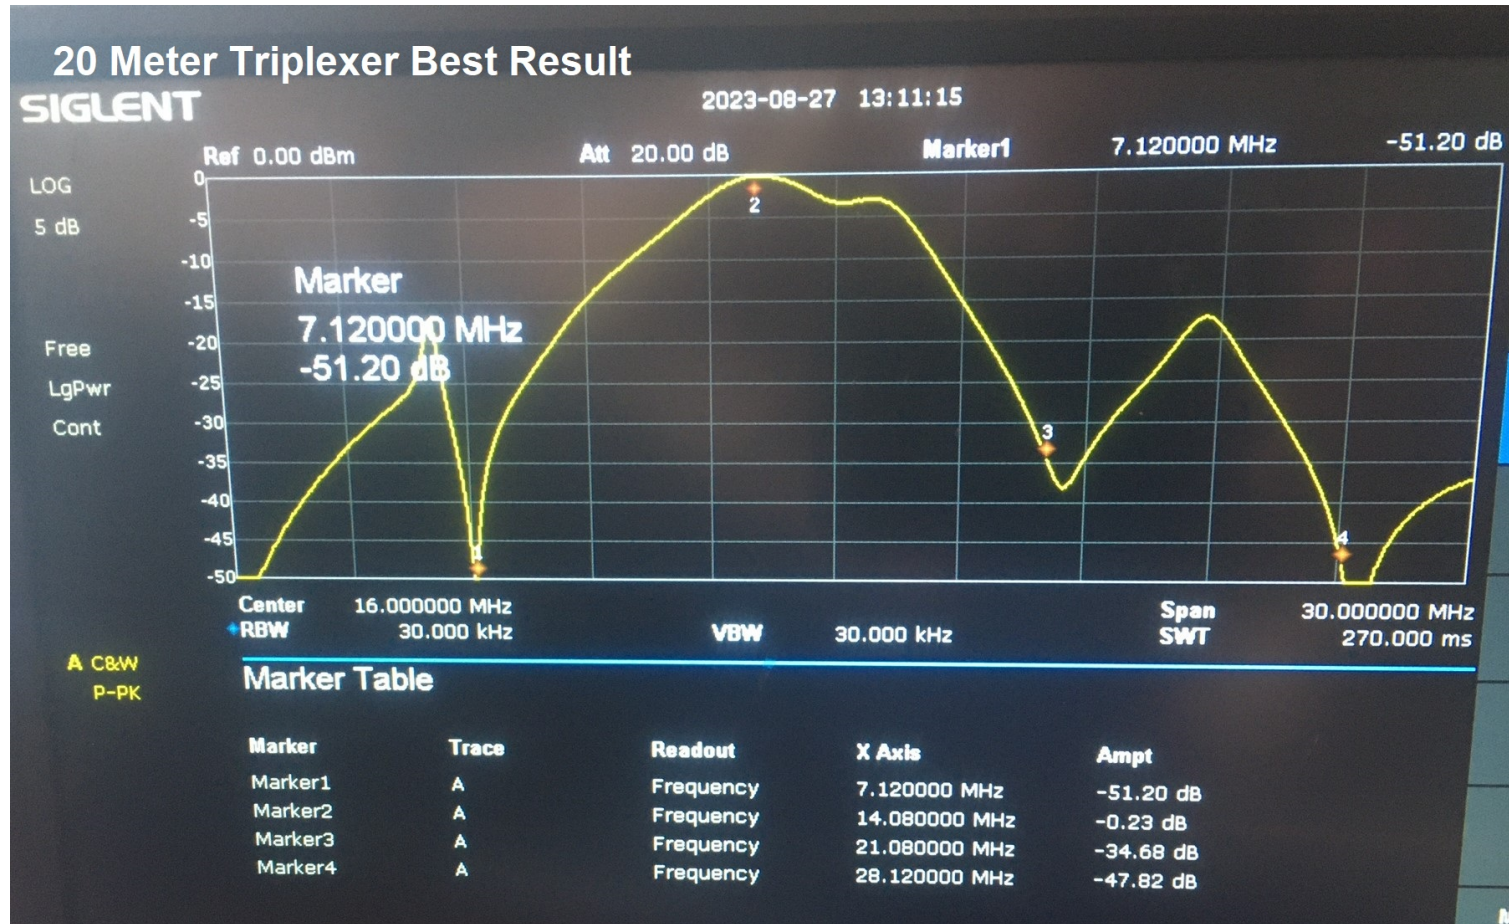 20 Meter Triplexer Best Result
SIGLENT
2023-08-27 13:11:15
Ref 0.00 dBm Att 20.00 dB Marker1 7.120000 MHz -51.20 dB
LOG
5 dB
0
-5
-10
-15
-20
-25
-30
-35
-40
-45
-50
Marker
7.120000 MHz
-51.20 dB
Free
LgPwr
Cont
1
2
3
4
Center 16.000000 MHz Span 30.000000 MHz
RBW 30.000 kHz VBW 30.000 kHz SWT 270.000 ms
A C&W
P-PK
Marker Table
Marker Trace Readout X Axis Ampt
Marker1 A Frequency 7.120000 MHz -51.20 dB
Marker2 A Frequency 14.080000 MHz -0.23 dB
Marker3 A Frequency 21.080000 MHz -34.68 dB
Marker4 A Frequency 28.120000 MHz -47.82 dB